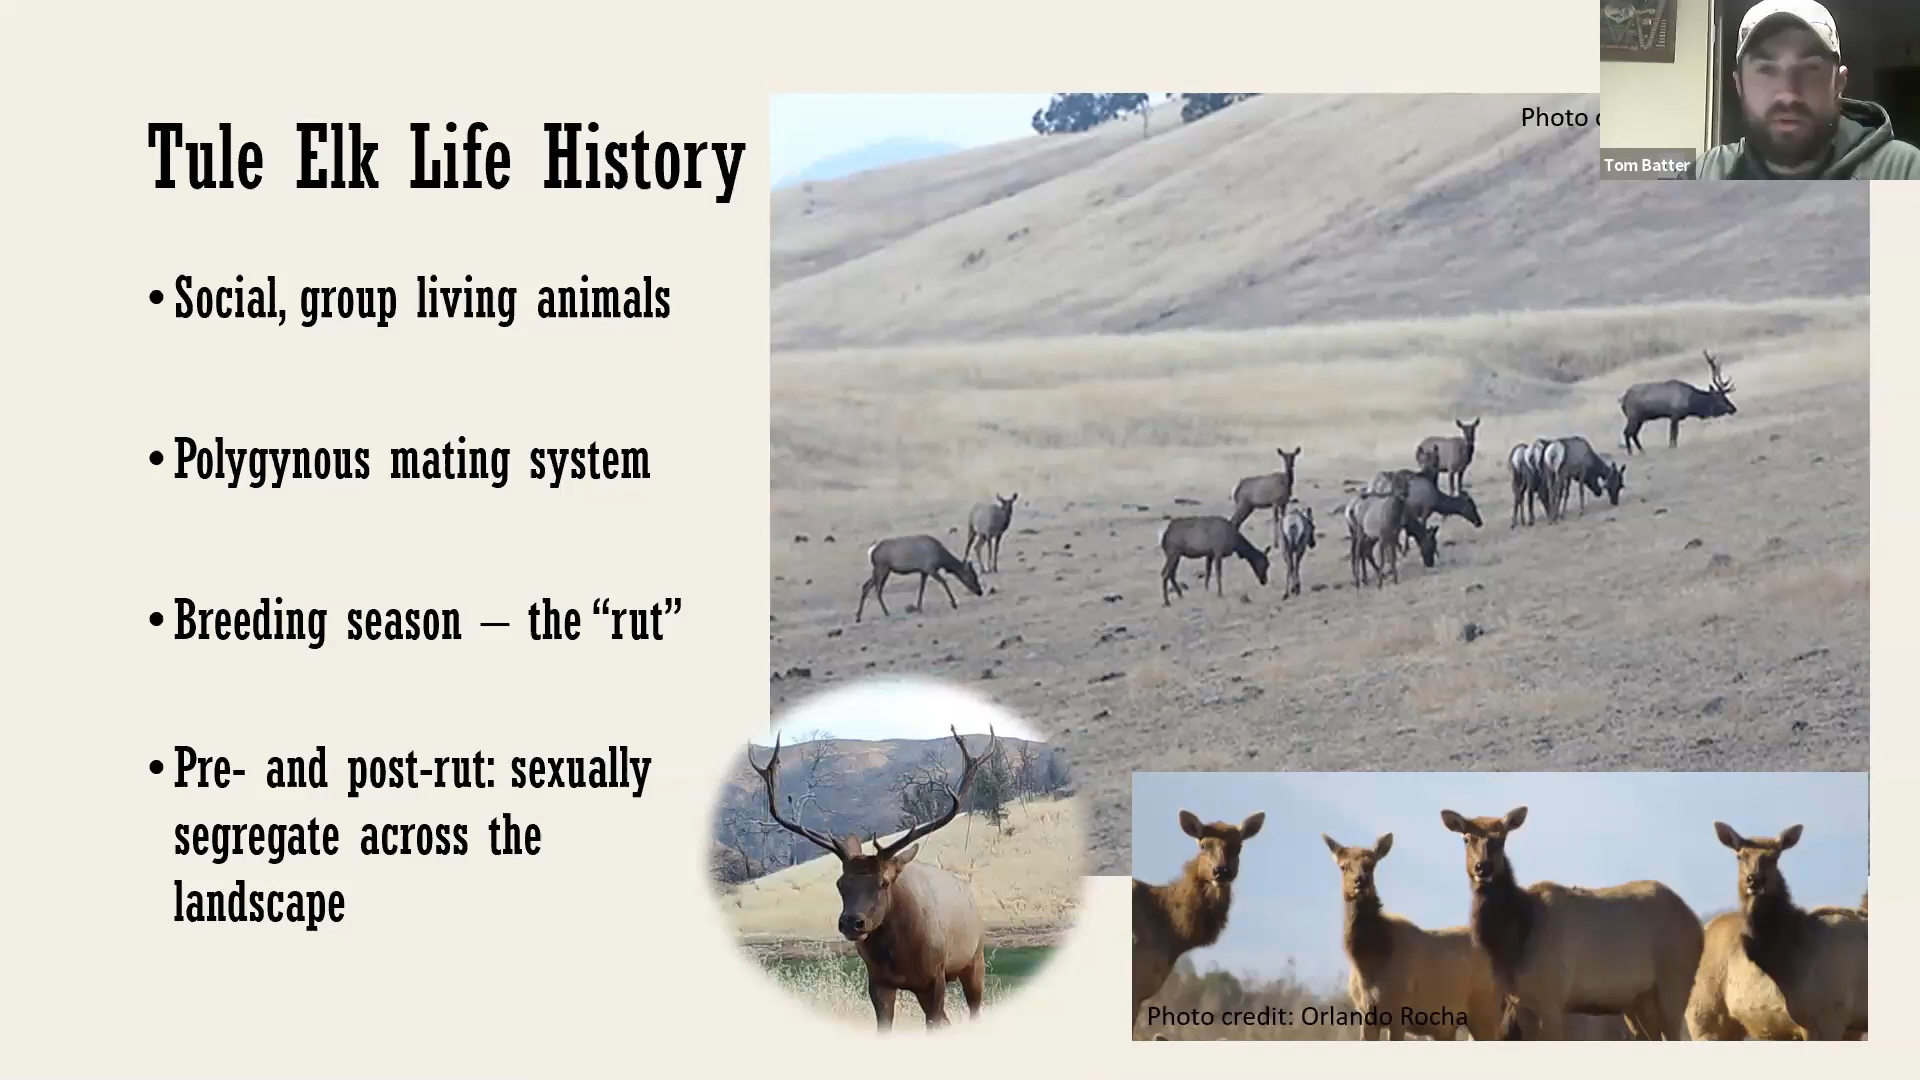 Tule Elk Life History
• Social, group living animals
• Polygynous mating system
• Breeding season – the “rut”
• Pre- and post-rut: sexually
segregate across the
landscape
Photo
Tom Batter
Photo credit: Orlando Rocha